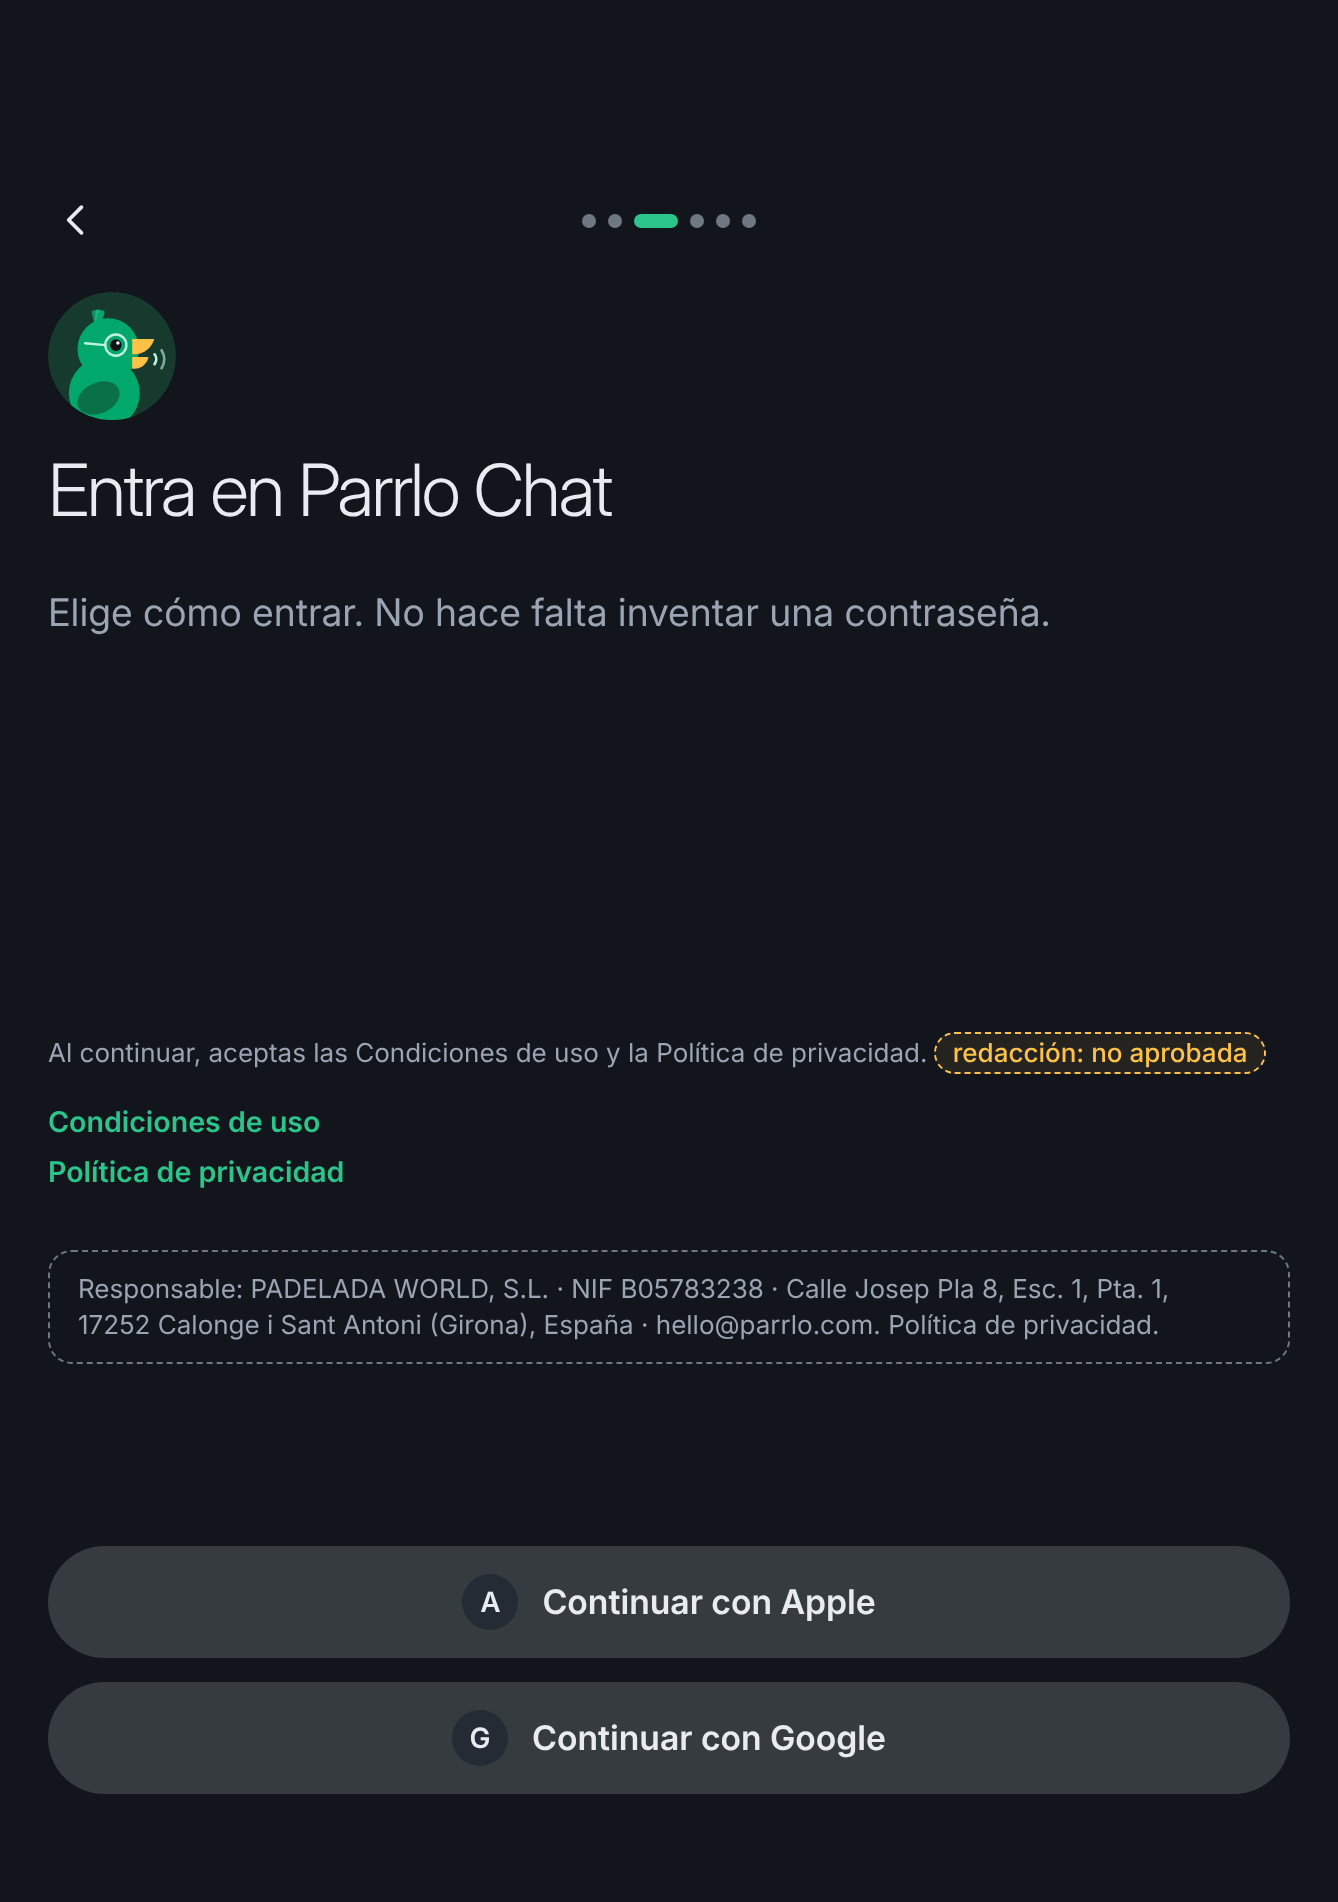 Entra en Parrlo Chat
Elige cómo entrar. No hace falta inventar una contraseña.
Al continuar, aceptas las Condiciones de uso y la Política de privacidad. redacción: no aprobada
Condiciones de uso
Política de privacidad
Responsable: PADELADA WORLD, S.L. · NIF B05783238 · Calle Josep Pla 8, Esc. 1, Pta. 1,
17252 Calonge i Sant Antoni (Girona), España · hello@parrlo.com. Política de privacidad.
A Continuar con Apple
G Continuar con Google